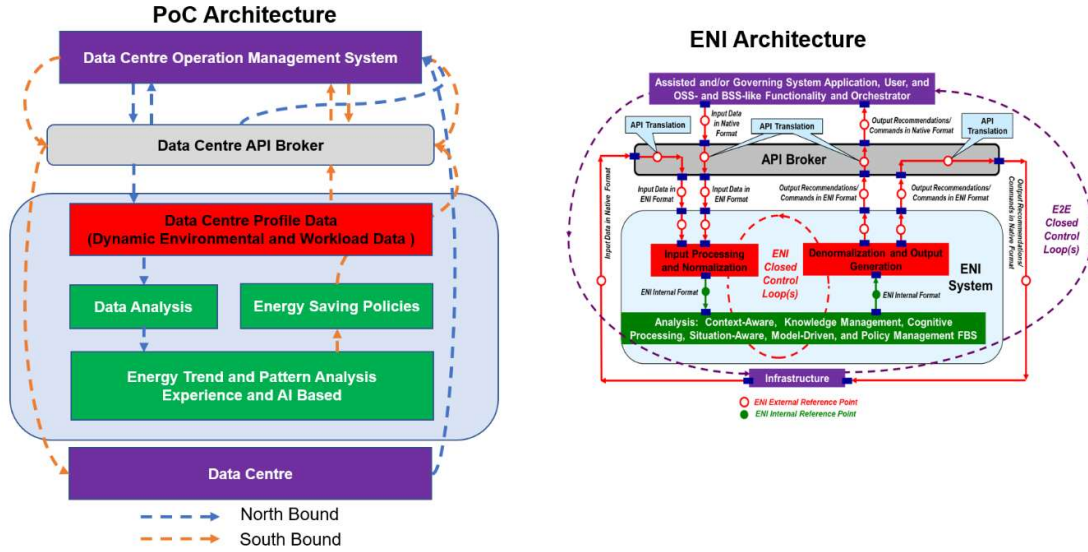 PoC Architecture
Data Centre Operation Management System
Data Centre API Broker
Data Centre Profile Data
(Dynamic Environmental and Workload Data )
Data Analysis
Energy Saving Policies
Energy Trend and Pattern Analysis
Experience and AI Based
Data Centre
North Bound
South Bound
ENI Architecture
Assisted and/or Governing System Application, User, and
OSS- and BSS-like Functionality and Orchestrator
Input Data
in Native
Format
Output Recommendations/
Commands in Native Format
API Translation
API Translation
API
Translation
API Broker
Input Data in
ENI Format
Input Data in
ENI Format
Output Recommendations/
Commands in ENI Format
Output Recommendations/
Commands in ENI Format
Input Data in Native Format
Output Recommendations/
Commands in Native Format
E2E
Closed
Control
Loop(s)
Input Processing
and Normalization
ENI
Closed
Control
Loop(s)
Denormalization and Output
Generation
ENI
System
ENI Internal Format
ENI Internal Format
Analysis: Context-Aware, Knowledge Management, Cognitive
Processing, Situation-Aware, Model-Driven, and Policy Management FBS
Infrastructure
ENI External Reference Point
ENI Internal Reference Point